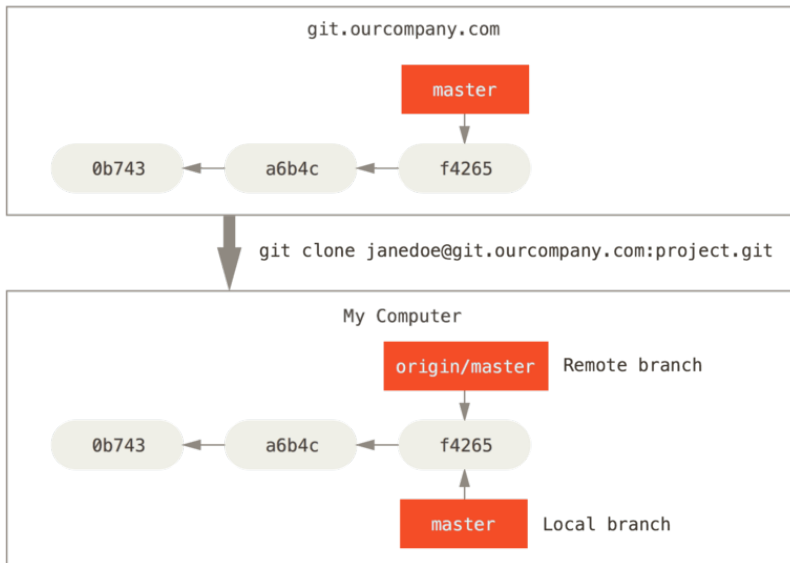 git.ourcompany.com
master
0b743 a6b4c f4265
git clone janedoe@git.ourcompany.com:project.git
My Computer
origin/master Remote branch
0b743 a6b4c f4265
master Local branch